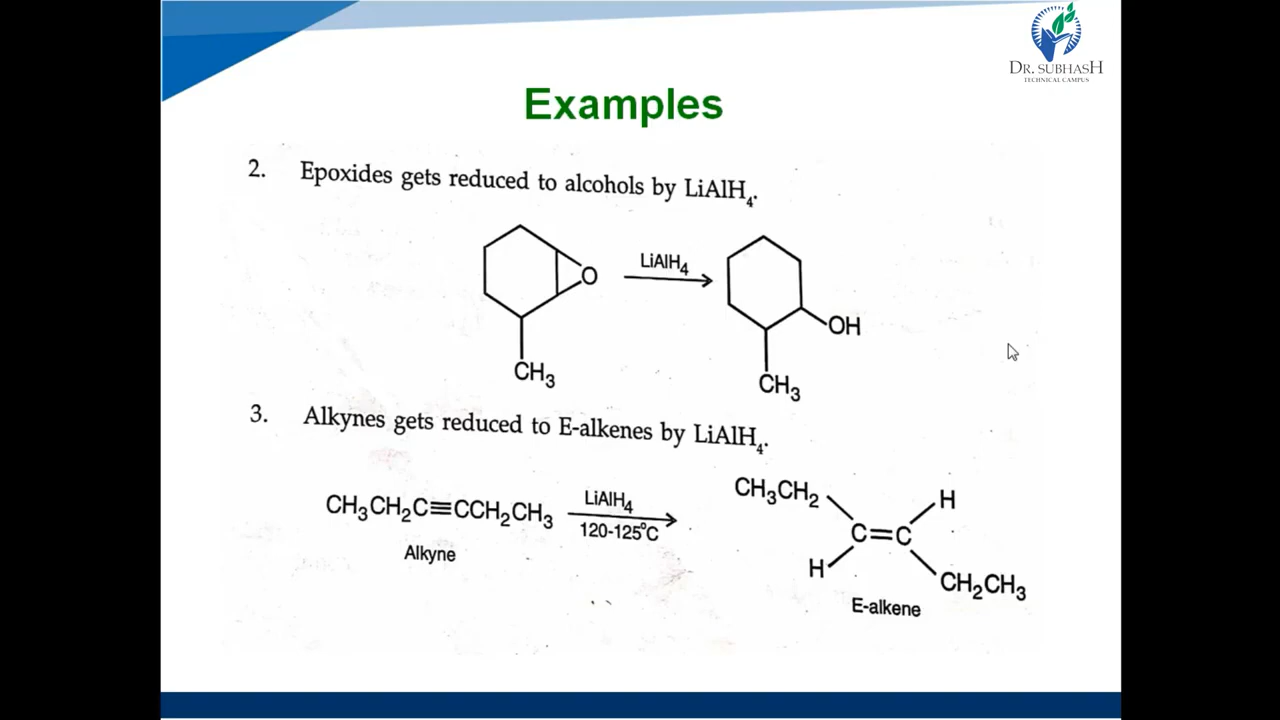 DR. SUBHASH
TECHNICAL CAMPUS
Examples
2. Epoxides gets reduced to alcohols by LiAlH₄.
O
LiAlH₄
OH
CH₃
CH₃
3. Alkynes gets reduced to E-alkenes by LiAlH₄.
CH₃CH₂C≡CCH₂CH₃
Alkyne
LiAlH₄
120-125°C
CH₃CH₂
H
C=C
H
CH₂CH₃
E-alkene